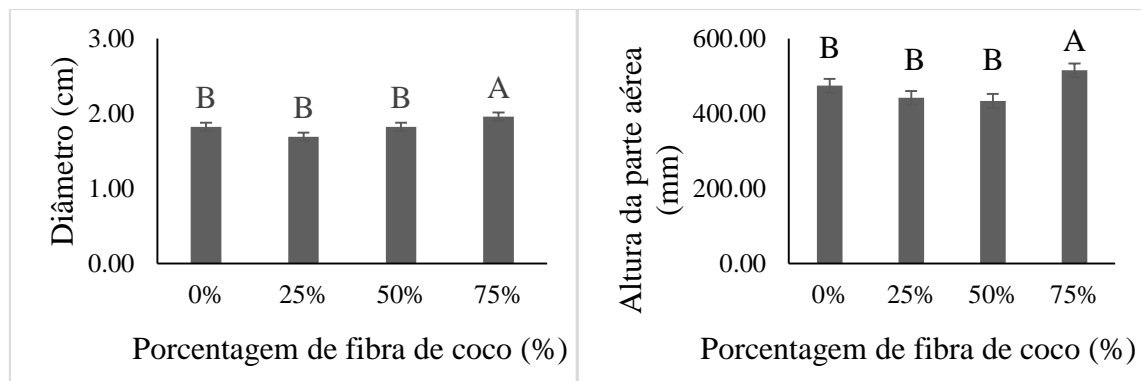 3.00
2.00
1.00
0.00
Diâmetro (cm)
B
B
B
A
0%
25%
50%
75%
Porcentagem de fibra de coco (%)
600.00
400.00
200.00
0.00
Altura da parte aérea
(mm)
B
B
B
A
0%
25%
50%
75%
Porcentagem de fibra de coco (%)